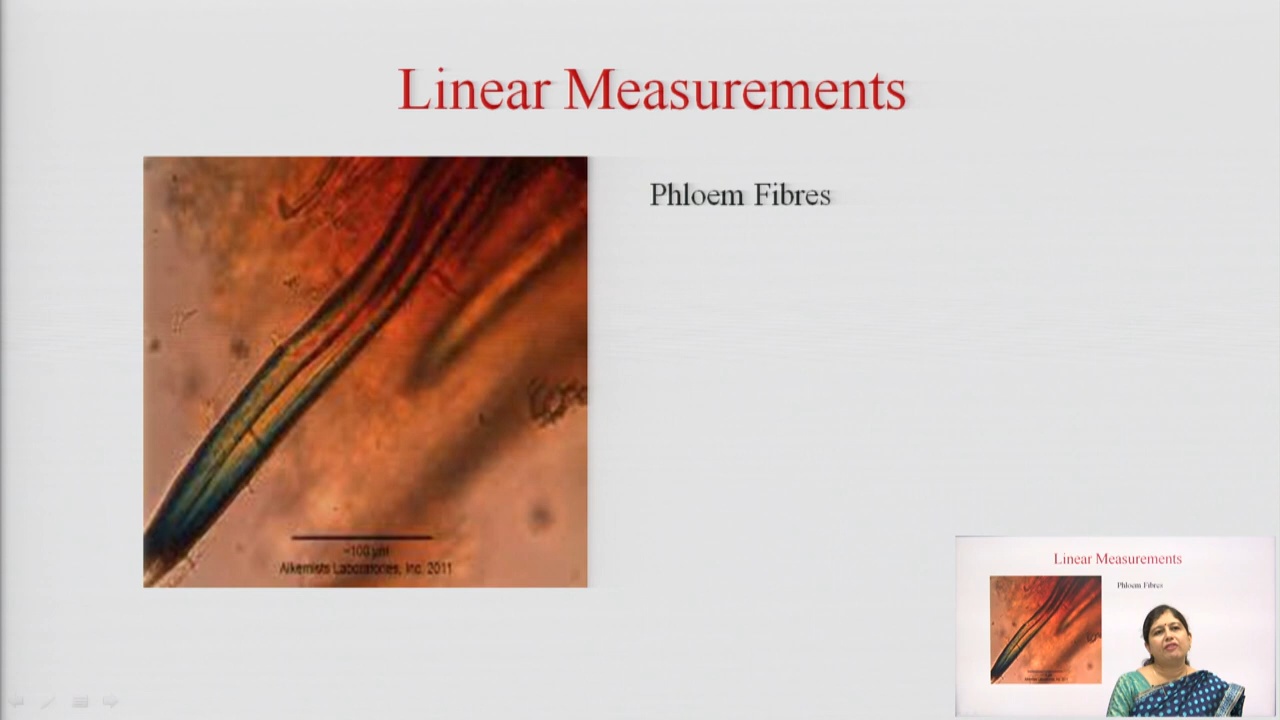 Linear Measurements
Phloem Fibres
~100 µm
Alkemists Laboratories, Inc. 2011
Linear Measurements
Phloem Fibres